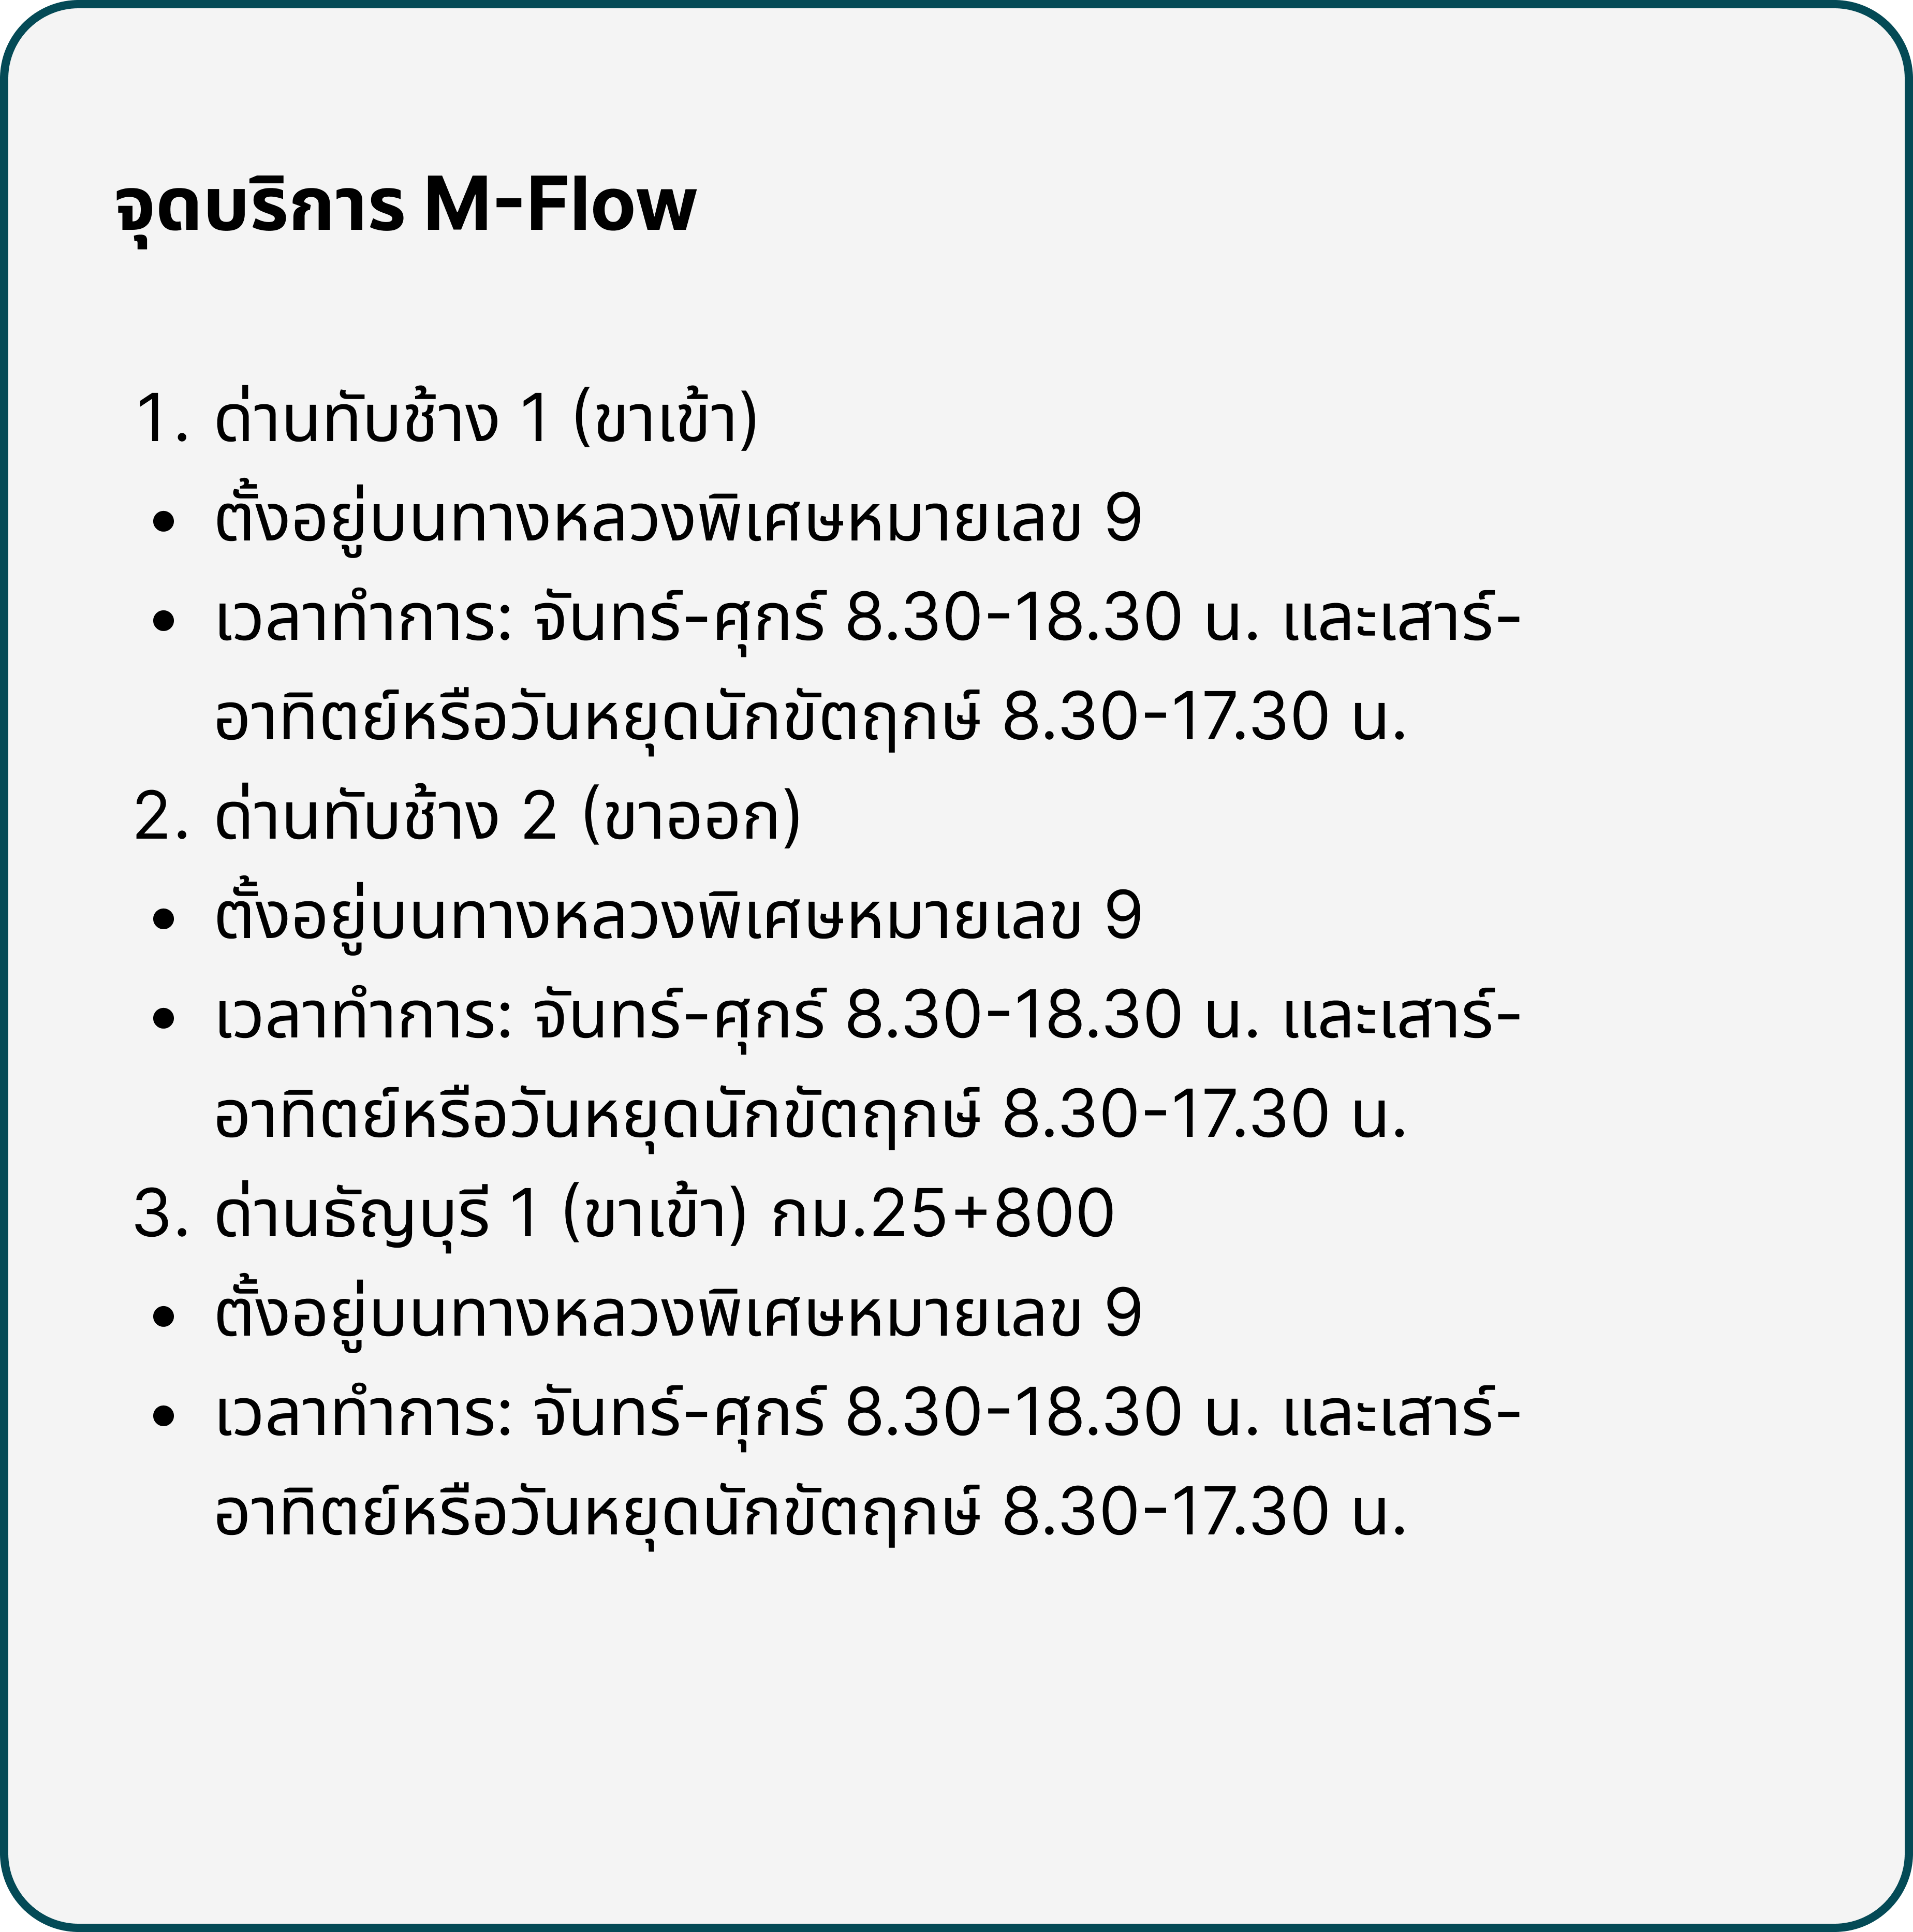 จุดบริการ M-Flow
1. ด่านทับช้าง 1 (ขาเข้า)
• ตั้งอยู่บนทางหลวงพิเศษหมายเลข 9
• เวลาทำการ: จันทร์-ศุกร์ 8.30-18.30 น. และเสาร์-
อาทิตย์หรือวันหยุดนักขัตฤกษ์ 8.30-17.30 น.
2. ด่านทับช้าง 2 (ขาออก)
• ตั้งอยู่บนทางหลวงพิเศษหมายเลข 9
• เวลาทำการ: จันทร์-ศุกร์ 8.30-18.30 น. และเสาร์-
อาทิตย์หรือวันหยุดนักขัตฤกษ์ 8.30-17.30 น.
3. ด่านธัญบุรี 1 (ขาเข้า) กม.25+800
• ตั้งอยู่บนทางหลวงพิเศษหมายเลข 9
• เวลาทำการ: จันทร์-ศุกร์ 8.30-18.30 น. และเสาร์-
อาทิตย์หรือวันหยุดนักขัตฤกษ์ 8.30-17.30 น.